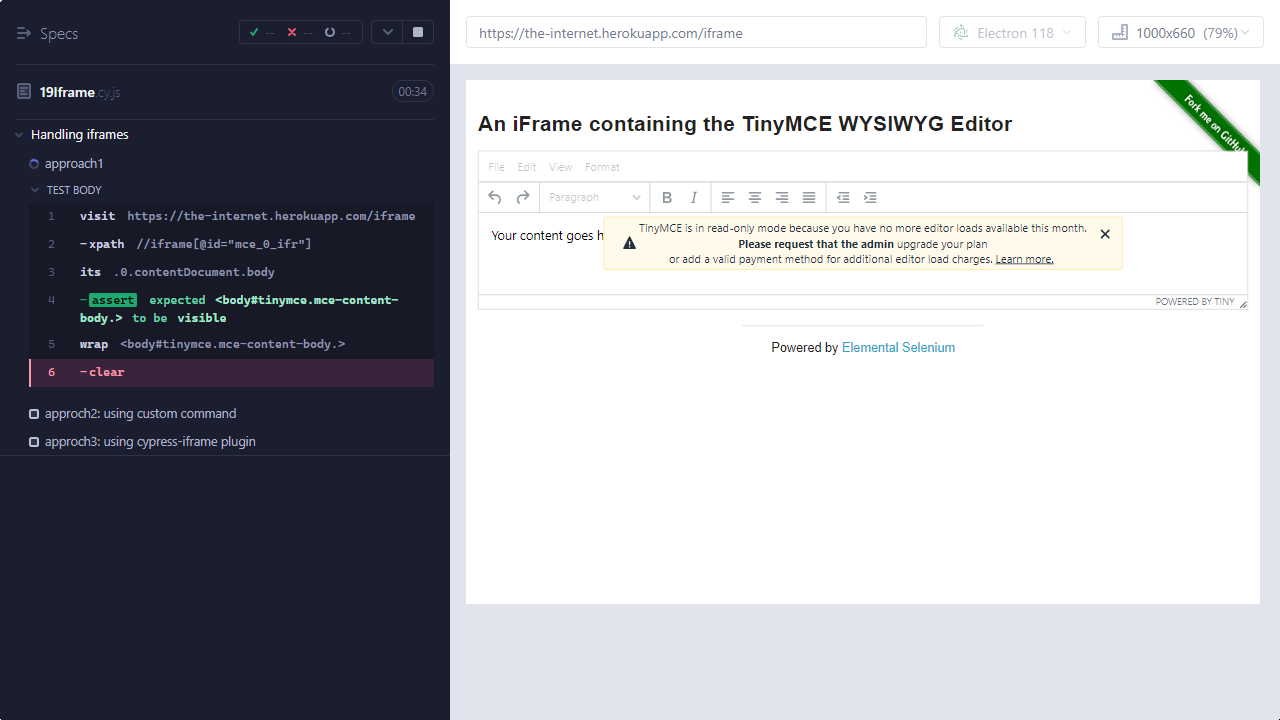 Specs
-- -- --
19Iframe.cy.js 00:34
Handling iframes
approach1
TEST BODY
1 visit https://the-internet.herokuapp.com/iframe
2 -xpath //iframe[@id="mce_0_ifr"]
3 its .0.contentDocument.body
4 -assert expected <body#tinymce.mce-content-
body.> to be visible
5 wrap <body#tinymce.mce-content-body.>
6 -clear
approch2: using custom command
approch3: using cypress-iframe plugin
https://the-internet.herokuapp.com/iframe
Electron 118
1000x660 (79%)
Fork me on GitHub
An iFrame containing the TinyMCE WYSIWYG Editor
File Edit View Format
Paragraph B I
Your content goes h
TinyMCE is in read-only mode because you have no more editor loads available this month.
Please request that the admin upgrade your plan
or add a valid payment method for additional editor load charges. Learn more.
POWERED BY TINY
Powered by Elemental Selenium